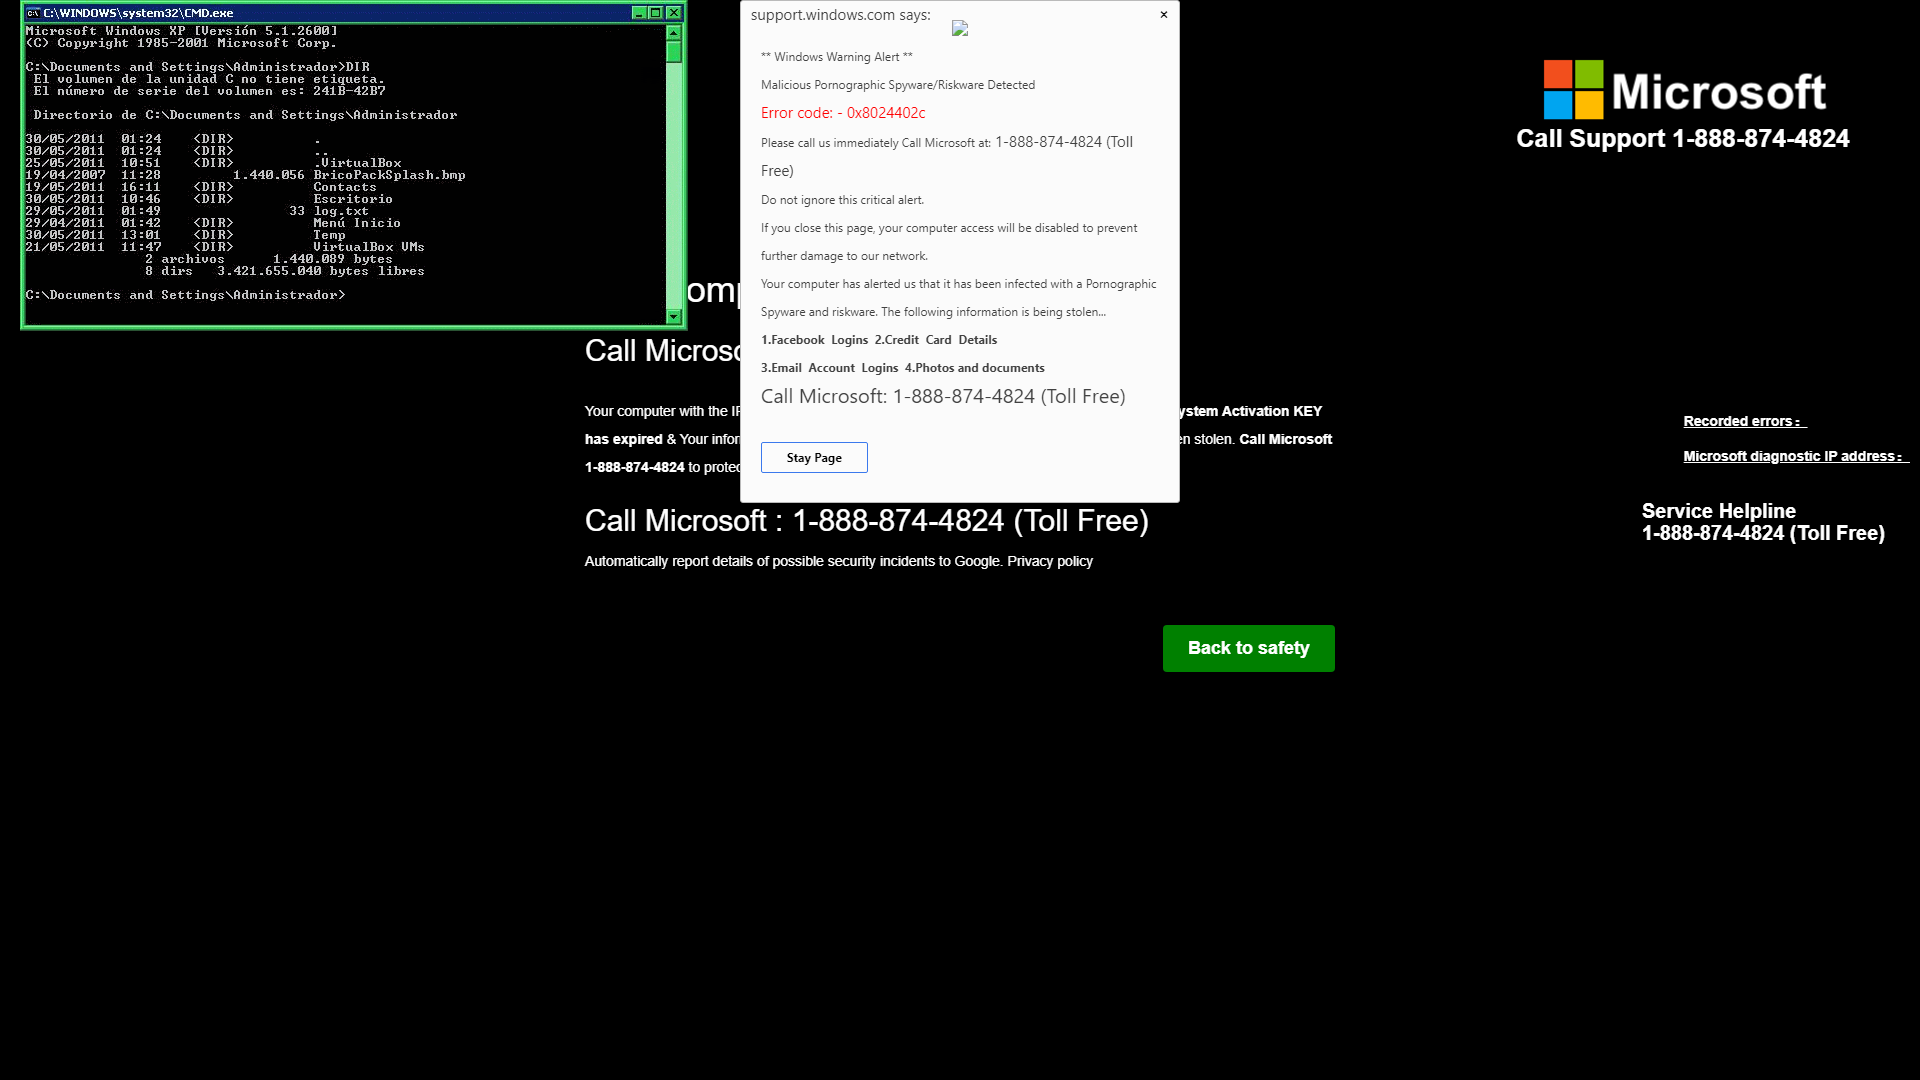 C:\WINDOWS\system32\CMD.exe
Microsoft Windows XP [Versión 5.1.2600]
(C) Copyright 1985-2001 Microsoft Corp.
C:\Documents and Settings\Administrador>DIR
El volumen de la unidad C no tiene etiqueta.
El número de serie del volumen es: 241B-42B7
Directorio de C:\Documents and Settings\Administrador
30/05/2011  01:24    <DIR>          .
30/05/2011  01:24    <DIR>          ..
25/05/2011  10:51    <DIR>          .VirtualBox
19/04/2007  11:28         1.440.056 BricoPackSplash.bmp
19/05/2011  16:11    <DIR>          Contacts
30/05/2011  10:46    <DIR>          Escritorio
29/05/2011  01:49                33 log.txt
29/04/2011  01:42    <DIR>          Menú Inicio
30/05/2011  13:01    <DIR>          Temp
21/05/2011  11:47    <DIR>          VirtualBox VMs
2 archivos      1.440.089 bytes
8 dirs   3.421.655.040 bytes libres
C:\Documents and Settings\Administrador>
support.windows.com says:
×
** Windows Warning Alert **
Malicious Pornographic Spyware/Riskware Detected
Error code: - 0x8024402c
Please call us immediately Call Microsoft at: 1-888-874-4824 (Toll
Free)
Do not ignore this critical alert.
If you close this page, your computer access will be disabled to prevent
further damage to our network.
Your computer has alerted us that it has been infected with a Pornographic
Spyware and riskware. The following information is being stolen...
1.Facebook Logins 2.Credit Card Details
3.Email Account Logins 4.Photos and documents
Call Microsoft: 1-888-874-4824 (Toll Free)
Stay Page
Microsoft
Call Support 1-888-874-4824
Call
Your computer with the ystem Activation KEY
has expired & Your en stolen. Call Microsoft
1-888-874-4824 to
Call Microsoft : 1-888-874-4824 (Toll Free)
Automatically report details of possible security incidents to Google. Privacy policy
Back to safety
Recorded errors：
Microsoft diagnostic IP address：
Service Helpline
1-888-874-4824 (Toll Free)